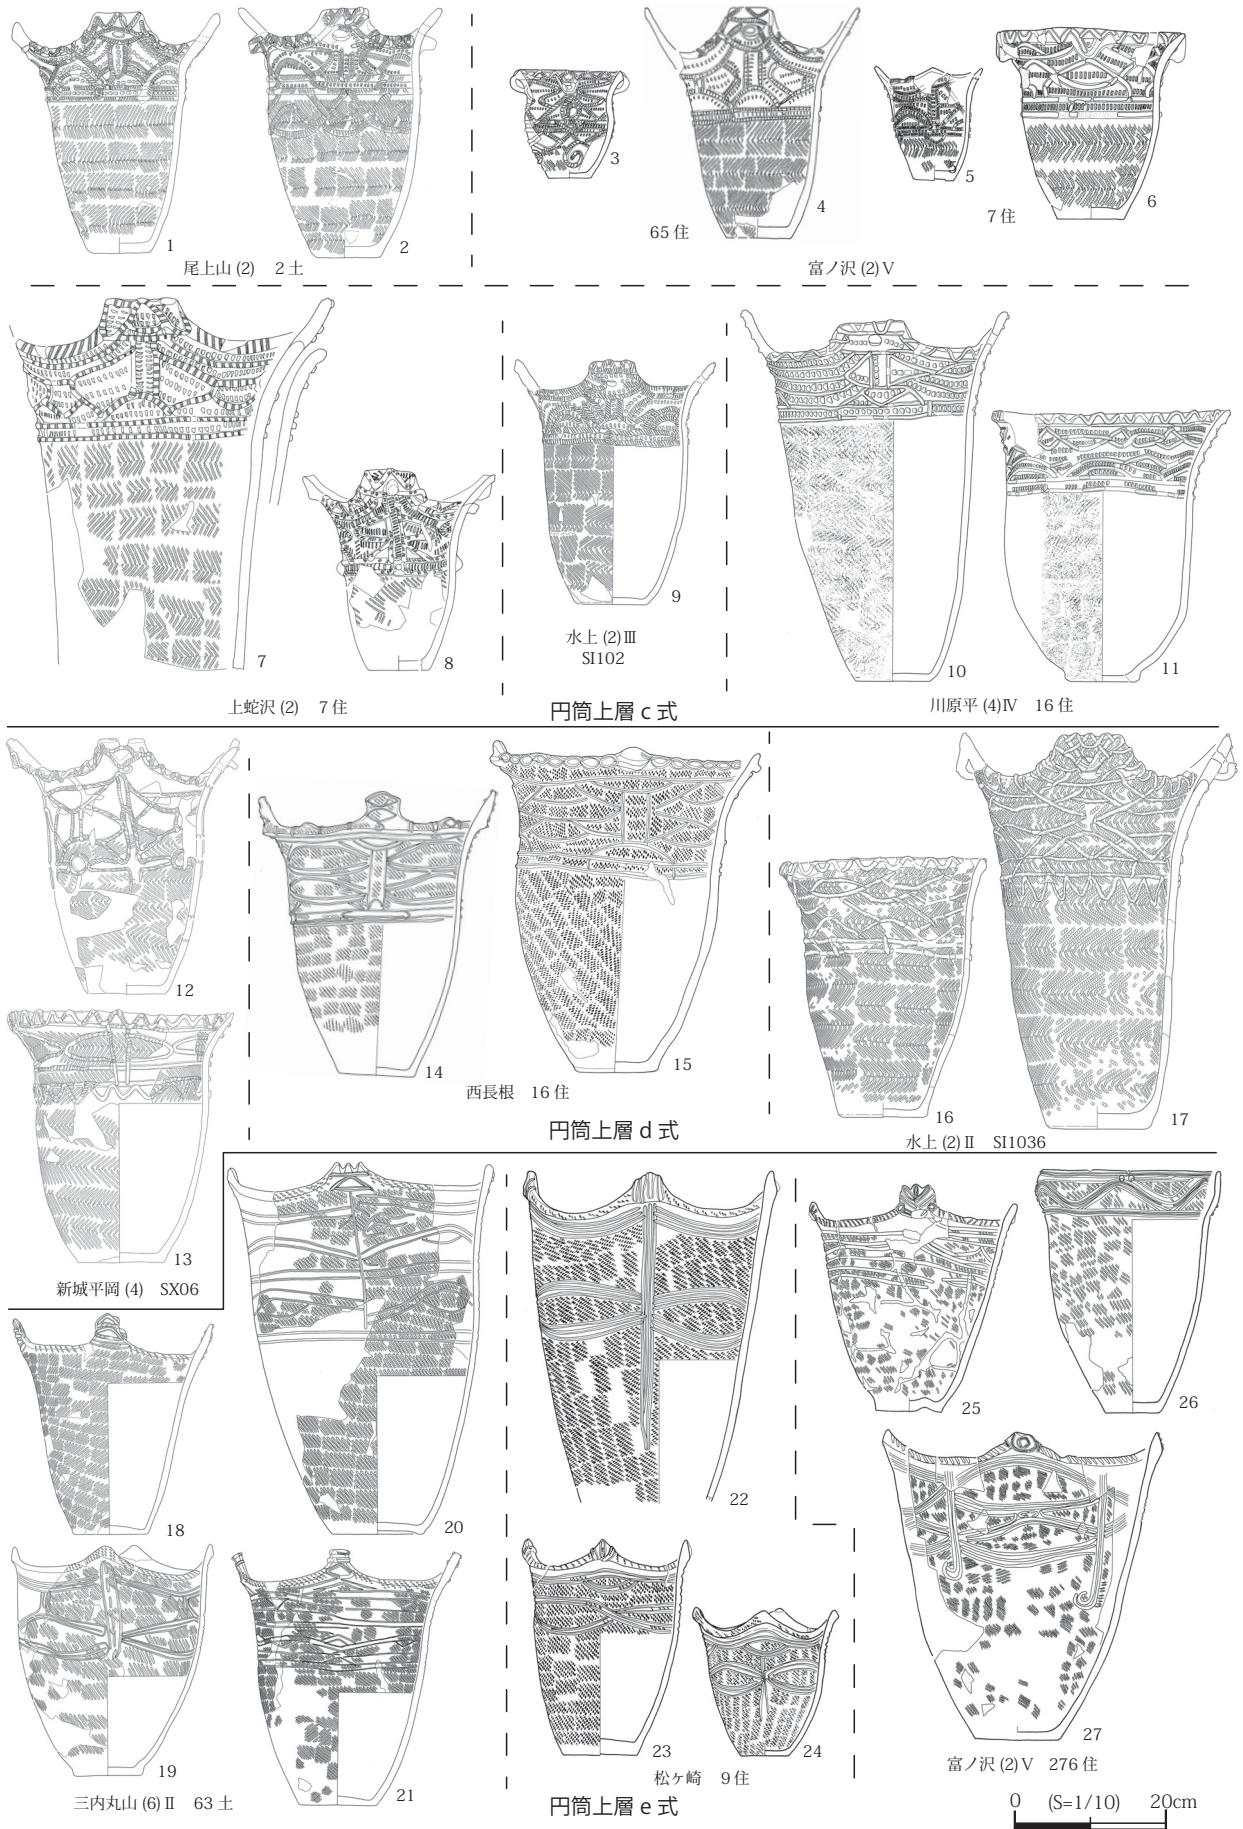 1
2
3
4
5
6
65 住
7 住
尾上山 (2)　2 土
富ノ沢 (2) Ⅴ
7
8
9
10
11
水上 (2) Ⅲ
SI102
上蛇沢 (2)　7 住
円筒上層 c 式
川原平 (4)Ⅳ　16 住
12
13
14
15
16
17
西長根　16 住
円筒上層 d 式
水上 (2) Ⅱ　SI1036
新城平岡 (4)　SX06
18
19
20
21
22
23
24
25
26
27
三内丸山 (6) Ⅱ　63 土
松ヶ崎　9 住
富ノ沢 (2) Ⅴ　276 住
円筒上層 e 式
0　(S=1/10)　20cm